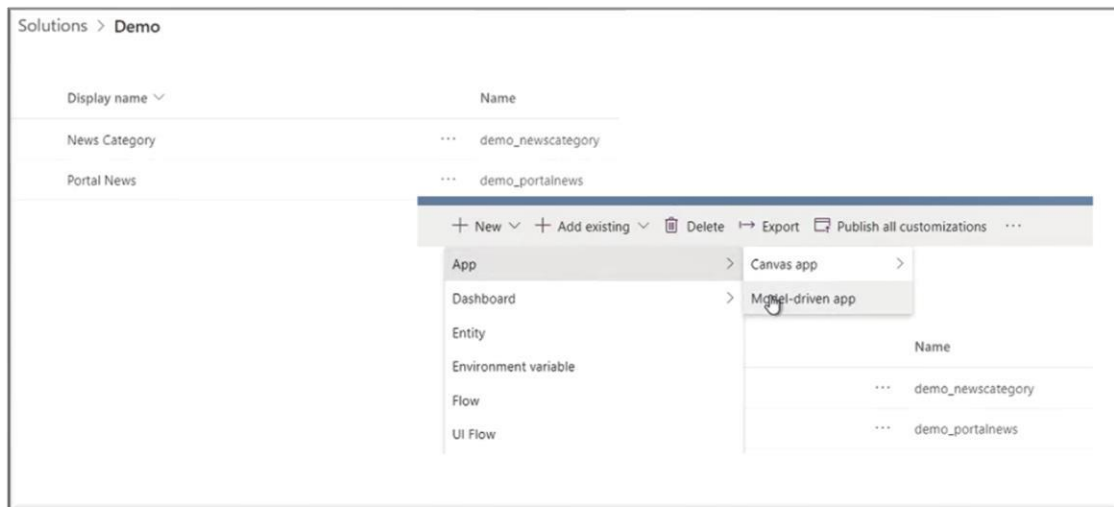 Solutions > Demo
Display name Name
News Category ... demo_newscategory
Portal News ... demo_portalnews
+ New + Add existing Delete Export Publish all customizations ...
App > Canvas app >
Dashboard > Model-driven app
Entity
Name
Environment variable
... demo_newscategory
Flow
... demo_portalnews
UI Flow